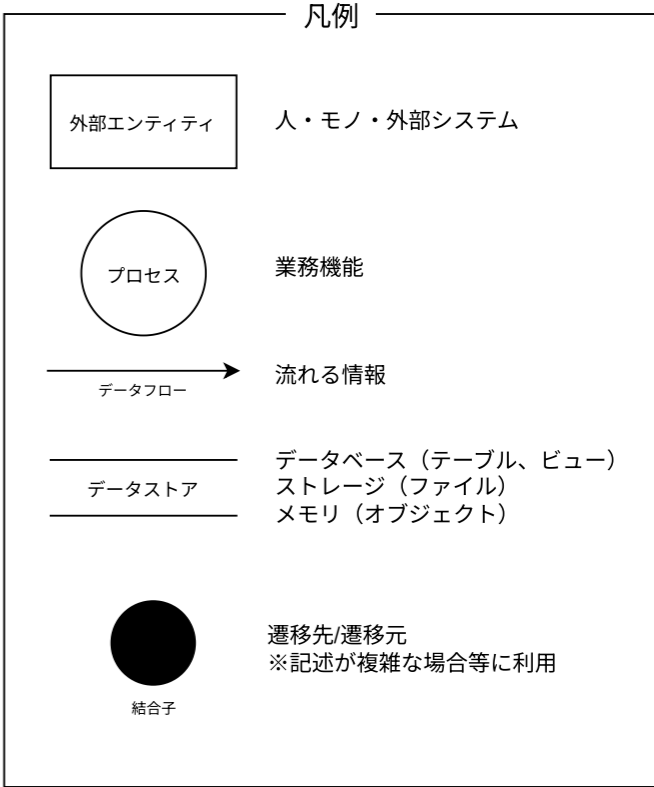 凡例
外部エンティティ
人・モノ・外部システム
プロセス
業務機能
データフロー
流れる情報
データストア
データベース（テーブル、ビュー）
ストレージ（ファイル）
メモリ（オブジェクト）
遷移先/遷移元
※記述が複雑な場合等に利用
結合子